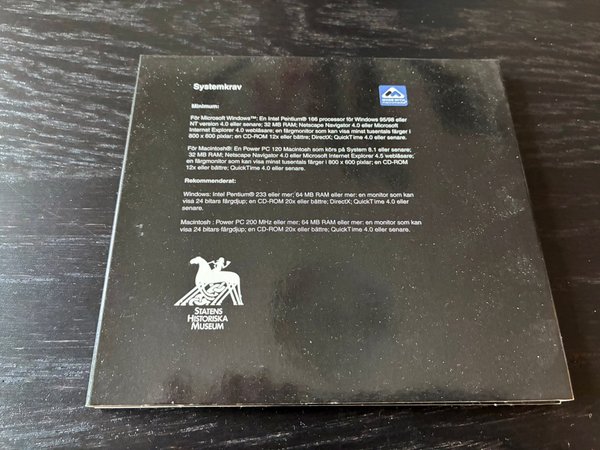 Systemkrav
Minimum:
För Microsoft Windows™: En Intel Pentium® 166 processor för Windows 95/98 eller
NT version 4.0 eller senare; 32 MB RAM; Netscape Navigator 4.0 eller Microsoft
Internet Explorer 4.0 webläsare; en färgmonitor som kan visa minst tusentals färger i
800 x 600 pixlar; en CD-ROM 12x eller bättre; DirectX; QuickTime 4.0 eller senare.
För Macintosh®: En Power PC 120 Macintosh som körs på System 8.1 eller senare;
32 MB RAM; Netscape Navigator 4.0 eller Microsoft Internet Explorer 4.5 webläsare;
en färgmonitor som kan visa minst tusentals färger i 800 x 600 pixlar; en CD-ROM
12x eller bättre; QuickTime 4.0 eller senare.
Rekommenderat:
Windows: Intel Pentium® 233 eller mer; 64 MB RAM eller mer: en monitor som kan
visa 24 bitars färgdjup; en CD-ROM 20x eller bättre; DirectX; QuickTime 4.0 eller
senare.
Macintosh : Power PC 200 MHz eller mer; 64 MB RAM eller mer: en monitor som kan
visa 24 bitars-färgdjup; en CD-ROM 20x eller bättre; QuickTime 4.0 eller senare.
STATENS
HISTORISKA
MUSEUM